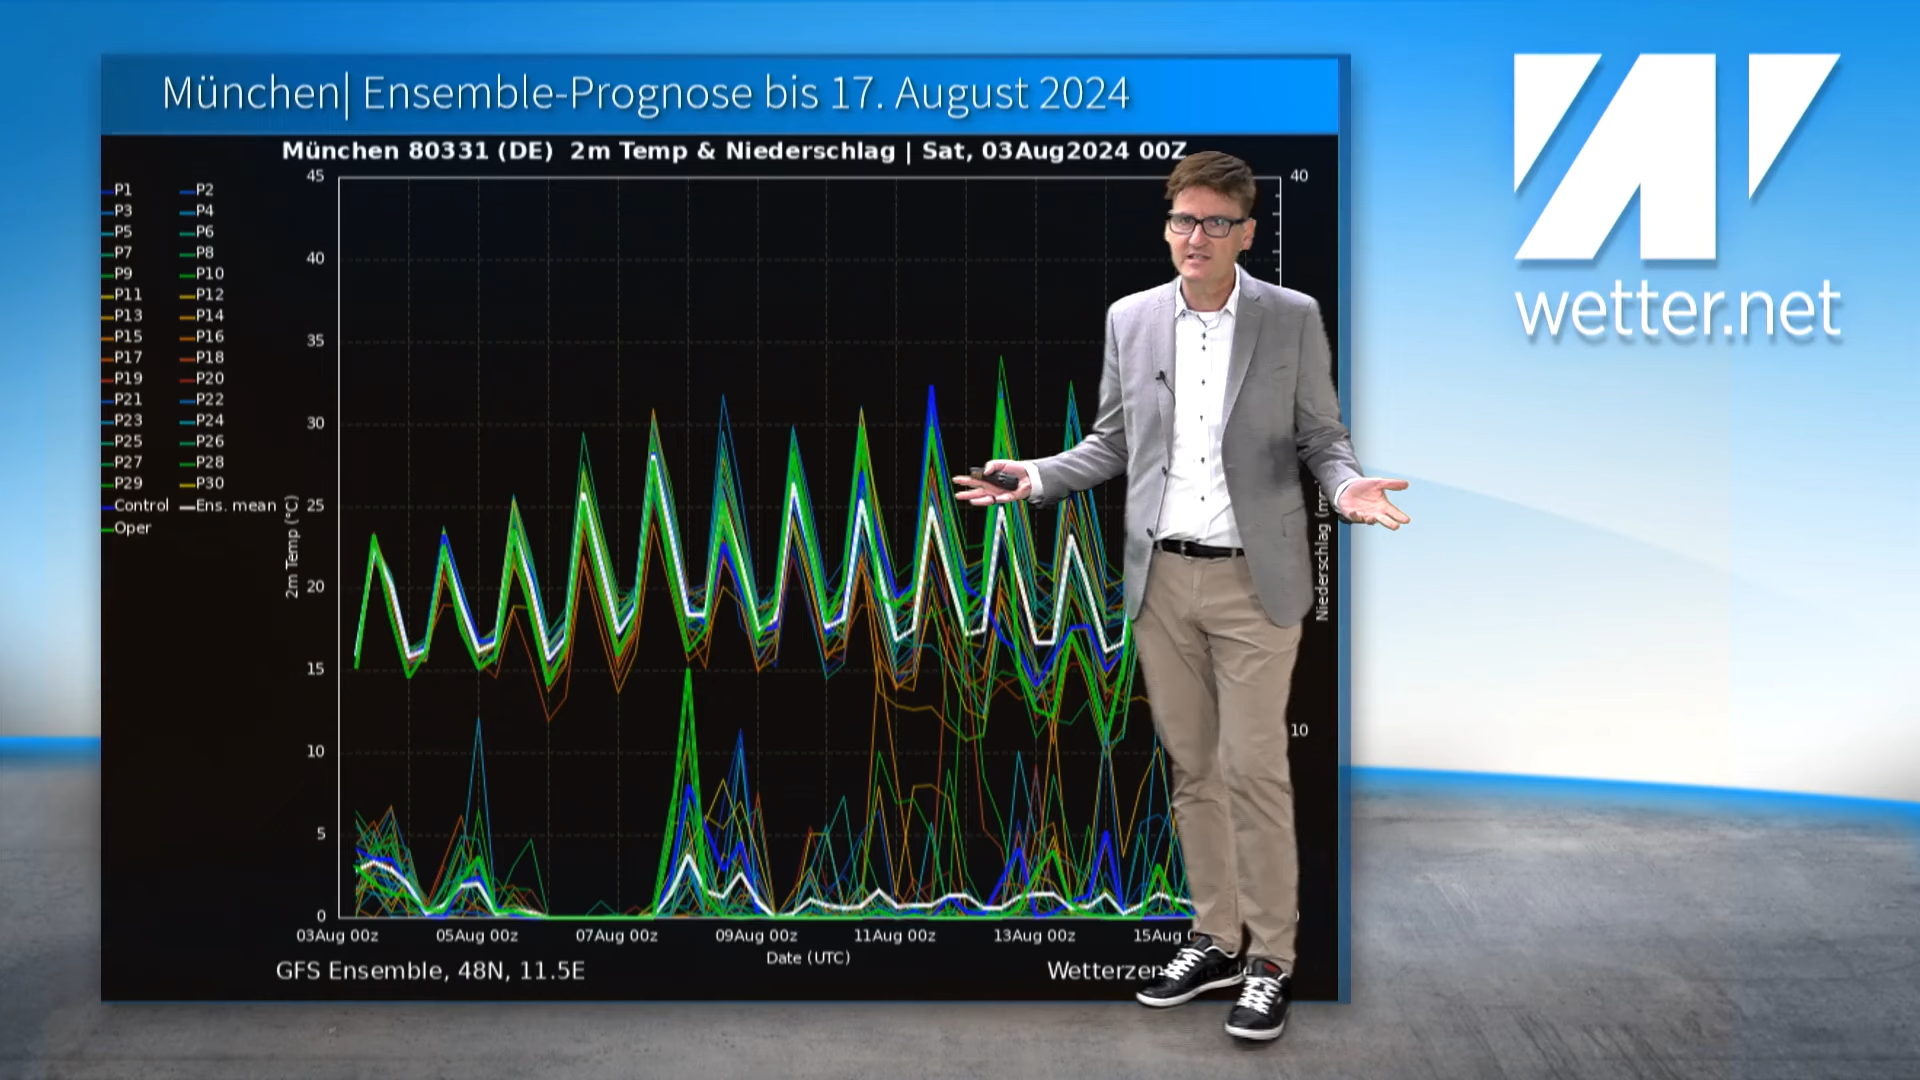 München| Ensemble-Prognose bis 17. August 2024
München 80331 (DE)  2m Temp & Niederschlag | Sat, 03Aug2024 00Z
P1 P2
P3 P4
P5 P6
P7 P8
P9 P10
P11 P12
P13 P14
P15 P16
P17 P18
P19 P20
P21 P22
P23 P24
P25 P26
P27 P28
P29 P30
Control Ens. mean
Oper
2m Temp (°C)
45
40
35
30
25
20
15
10
5
0
40
10
Niederschlag
03Aug 00z 05Aug 00z 07Aug 00z 09Aug 00z 11Aug 00z 13Aug 00z 15Aug
Date (UTC)
GFS Ensemble, 48N, 11.5E
wetter.net